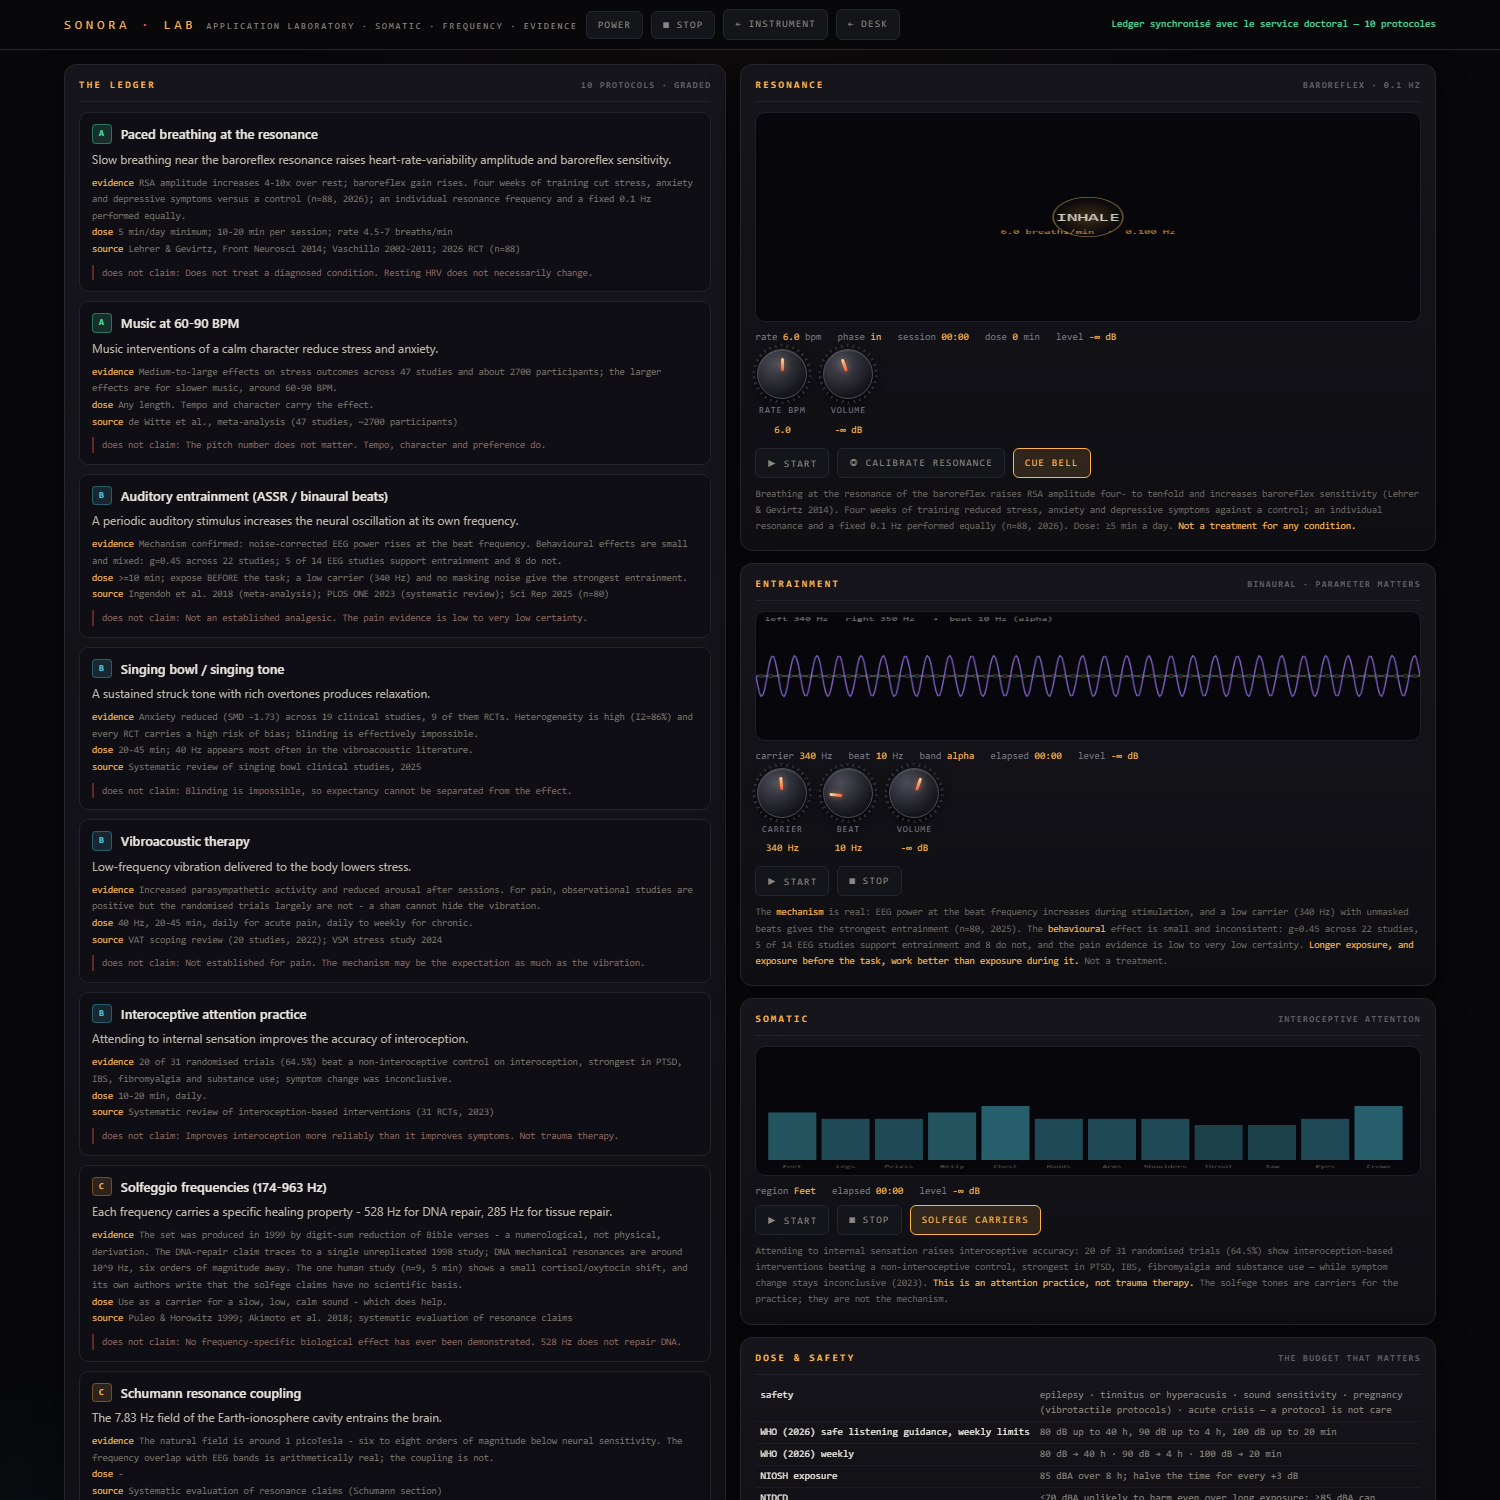 SONORA · LAB APPLICATION LABORATORY · SOMATIC · FREQUENCY · EVIDENCE POWER ■ STOP ← INSTRUMENT ← DESK Ledger synchronisé avec le service doctoral — 10 protocoles
THE LEDGER 10 PROTOCOLS · GRADED
A Paced breathing at the resonance
Slow breathing near the baroreflex resonance raises heart-rate-variability amplitude and baroreflex sensitivity.
evidence RSA amplitude increases 4-10x over rest; baroreflex gain rises. Four weeks of training cut stress, anxiety
and depressive symptoms versus a control (n=88, 2026); an individual resonance frequency and a fixed 0.1 Hz
performed equally.
dose 5 min/day minimum; 10-20 min per session; rate 4.5-7 breaths/min
source Lehrer & Gevirtz, Front Neurosci 2014; Vaschillo 2002-2011; 2026 RCT (n=88)
does not claim: Does not treat a diagnosed condition. Resting HRV does not necessarily change.
A Music at 60-90 BPM
Music interventions of a calm character reduce stress and anxiety.
evidence Medium-to-large effects on stress outcomes across 47 studies and about 2700 participants; the larger
effects are for slower music, around 60-90 BPM.
dose Any length. Tempo and character carry the effect.
source de Witte et al., meta-analysis (47 studies, ~2700 participants)
does not claim: The pitch number does not matter. Tempo, character and preference do.
B Auditory entrainment (ASSR / binaural beats)
A periodic auditory stimulus increases the neural oscillation at its own frequency.
evidence Mechanism confirmed: noise-corrected EEG power rises at the beat frequency. Behavioural effects are small
and mixed: g=0.45 across 22 studies; 5 of 14 EEG studies support entrainment and 8 do not.
dose >=10 min; expose BEFORE the task; a low carrier (340 Hz) and no masking noise give the strongest entrainment.
source Ingendoh et al. 2018 (meta-analysis); PLOS ONE 2023 (systematic review); Sci Rep 2025 (n=80)
does not claim: Not an established analgesic. The pain evidence is low to very low certainty.
B Singing bowl / singing tone
A sustained struck tone with rich overtones produces relaxation.
evidence Anxiety reduced (SMD -1.73) across 19 clinical studies, 9 of them RCTs. Heterogeneity is high (I2=86%) and
every RCT carries a high risk of bias; blinding is effectively impossible.
dose 20-45 min; 40 Hz appears most often in the vibroacoustic literature.
source Systematic review of singing bowl clinical studies, 2025
does not claim: Blinding is impossible, so expectancy cannot be separated from the effect.
B Vibroacoustic therapy
Low-frequency vibration delivered to the body lowers stress.
evidence Increased parasympathetic activity and reduced arousal after sessions. For pain, observational studies are
positive but the randomised trials largely are not - a sham cannot hide the vibration.
dose 40 Hz, 20-45 min, daily for acute pain, daily to weekly for chronic.
source VAT scoping review (20 studies, 2022); VSM stress study 2024
does not claim: Not established for pain. The mechanism may be the expectation as much as the vibration.
B Interoceptive attention practice
Attending to internal sensation improves the accuracy of interoception.
evidence 20 of 31 randomised trials (64.5%) beat a non-interoceptive control on interoception, strongest in PTSD,
IBS, fibromyalgia and substance use; symptom change was inconclusive.
dose 10-20 min, daily.
source Systematic review of interoception-based interventions (31 RCTs, 2023)
does not claim: Improves interoception more reliably than it improves symptoms. Not trauma therapy.
C Solfeggio frequencies (174-963 Hz)
Each frequency carries a specific healing property - 528 Hz for DNA repair, 285 Hz for tissue repair.
evidence The set was produced in 1999 by digit-sum reduction of Bible verses - a numerological, not physical,
derivation. The DNA-repair claim traces to a single unreplicated 1998 study; DNA mechanical resonances are around
10^9 Hz, six orders of magnitude away. The one human study (n=9, 5 min) shows a small cortisol/oxytocin shift, and
its own authors write that the solfege claims have no scientific basis.
dose Use as a carrier for a slow, low, calm sound - which does help.
source Puleo & Horowitz 1999; Akimoto et al. 2018; systematic evaluation of resonance claims
does not claim: No frequency-specific biological effect has ever been demonstrated. 528 Hz does not repair DNA.
C Schumann resonance coupling
The 7.83 Hz field of the Earth-ionosphere cavity entrains the brain.
evidence The natural field is around 1 picoTesla - six to eight orders of magnitude below neural sensitivity. The
frequency overlap with EEG bands is arithmetically real; the coupling is not.
dose -
source Systematic evaluation of resonance claims (Schumann section)
RESONANCE BAROREFLEX · 0.1 HZ
INHALE
6.0 breaths/min · 0.100 Hz
rate 6.0 bpm phase in session 00:00 dose 0 min level -∞ dB
RATE BPM VOLUME
6.0 -∞ dB
▶ START ⏣ CALIBRATE RESONANCE CUE BELL
Breathing at the resonance of the baroreflex raises RSA amplitude four- to tenfold and increases baroreflex sensitivity (Lehrer
& Gevirtz 2014). Four weeks of training reduced stress, anxiety and depressive symptoms against a control; an individual
resonance and a fixed 0.1 Hz performed equally (n=88, 2026). Dose: ≥5 min a day. Not a treatment for any condition.
ENTRAINMENT BINAURAL · PARAMETER MATTERS
left 340 Hz right 350 Hz → beat 10 Hz (alpha)
carrier 340 Hz beat 10 Hz band alpha elapsed 00:00 level -∞ dB
CARRIER BEAT VOLUME
340 Hz 10 Hz -∞ dB
▶ START ■ STOP
The mechanism is real: EEG power at the beat frequency increases during stimulation, and a low carrier (340 Hz) with unmasked
beats gives the strongest entrainment (n=80, 2025). The behavioural effect is small and inconsistent: g=0.45 across 22 studies,
5 of 14 EEG studies support entrainment and 8 do not, and the pain evidence is low to very low certainty. Longer exposure, and
exposure before the task, work better than exposure during it. Not a treatment.
SOMATIC INTEROCEPTIVE ATTENTION
Feet Legs Pelvis Belly Chest Hands Arms Shoulders Throat Jaw Eyes Crown
region Feet elapsed 00:00 level -∞ dB
▶ START ■ STOP SOLFEGE CARRIERS
Attending to internal sensation raises interoceptive accuracy: 20 of 31 randomised trials (64.5%) show interoception-based
interventions beating a non-interoceptive control, strongest in PTSD, IBS, fibromyalgia and substance use — while symptom
change stays inconclusive (2023). This is an attention practice, not trauma therapy. The solfege tones are carriers for the
practice; they are not the mechanism.
DOSE & SAFETY THE BUDGET THAT MATTERS
safety epilepsy · tinnitus or hyperacusis · sound sensitivity · pregnancy
(vibrotactile protocols) · acute crisis — a protocol is not care
WHO (2026) safe listening guidance, weekly limits 80 dB up to 40 h, 90 dB up to 4 h, 100 dB up to 20 min
WHO (2026) weekly 80 dB → 40 h · 90 dB → 4 h · 100 dB → 20 min
NIOSH exposure 85 dBA over 8 h; halve the time for every +3 dB
NIDCD ≤70 dBA unlikely to harm even over long exposure; ≥85 dBA can